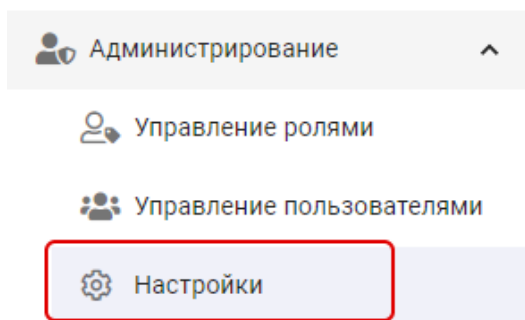 Администрирование
Управление ролями
Управление пользователями
Настройки